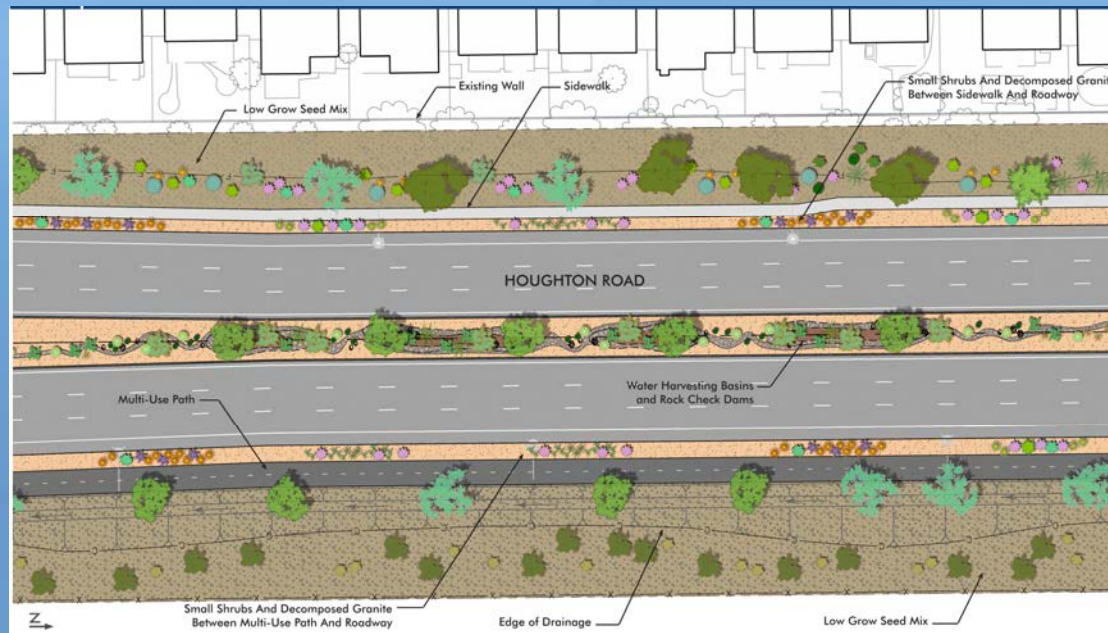 Existing Wall
Sidewalk
Small Shrubs And Decomposed Granite
Between Sidewalk And Roadway
Low Grow Seed Mix
HOUGHTON ROAD
Multi-Use Path
Water Harvesting Basins
and Rock Check Dams
Small Shrubs And Decomposed Granite
Between Multi-Use Path And Roadway
Edge of Drainage
Low Grow Seed Mix
Z